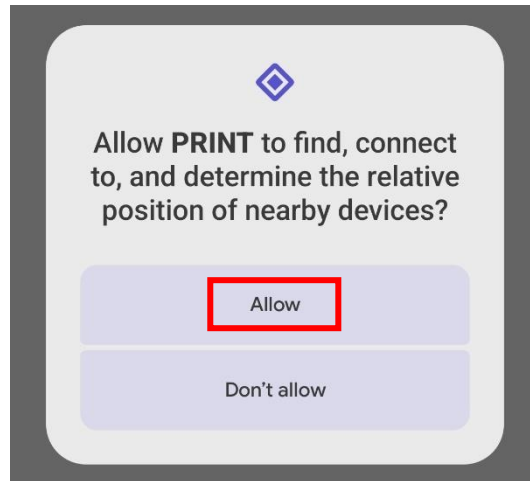 Allow PRINT to find, connect
to, and determine the relative
position of nearby devices?
Allow
Don’t allow